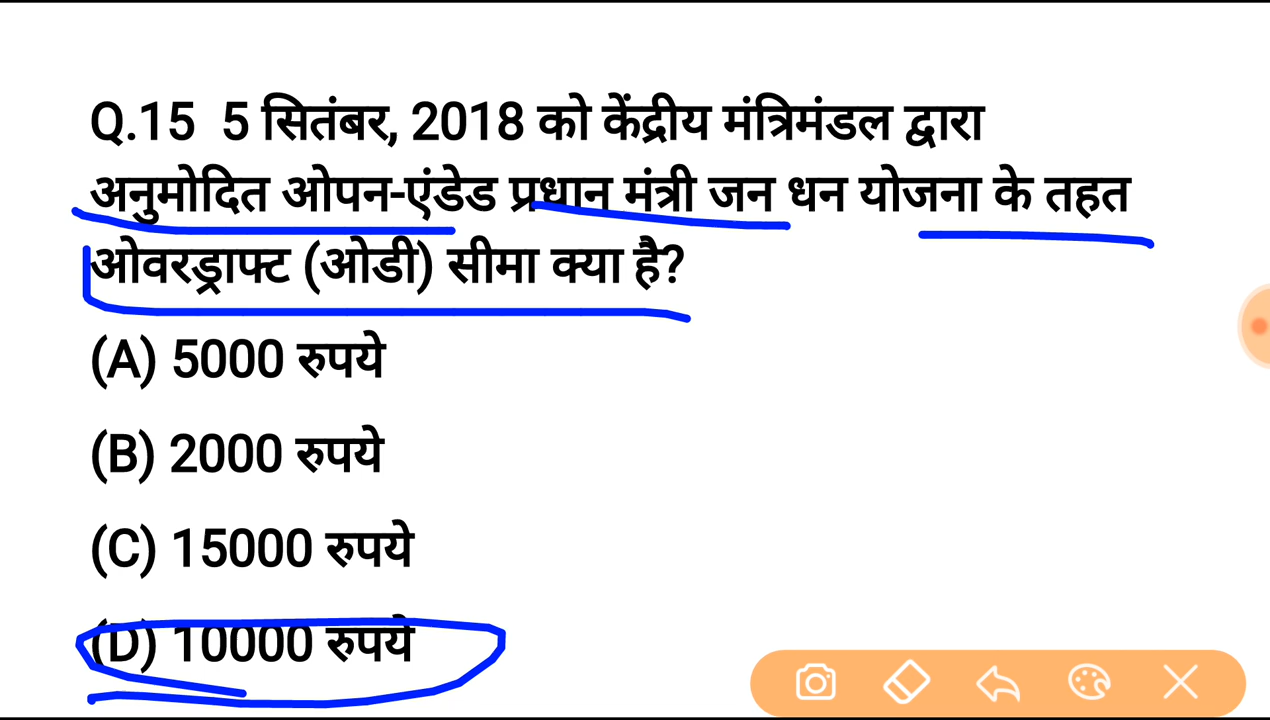 Q.15 5 सितंबर, 2018 को केंद्रीय मंत्रिमंडल द्वारा
अनुमोदित ओपन-एंडेड प्रधान मंत्री जन धन योजना के तहत
ओवरड्राफ्ट (ओडी) सीमा क्या है?
(A) 5000 रुपये
(B) 2000 रुपये
(C) 15000 रुपये
(D) 10000 रुपये